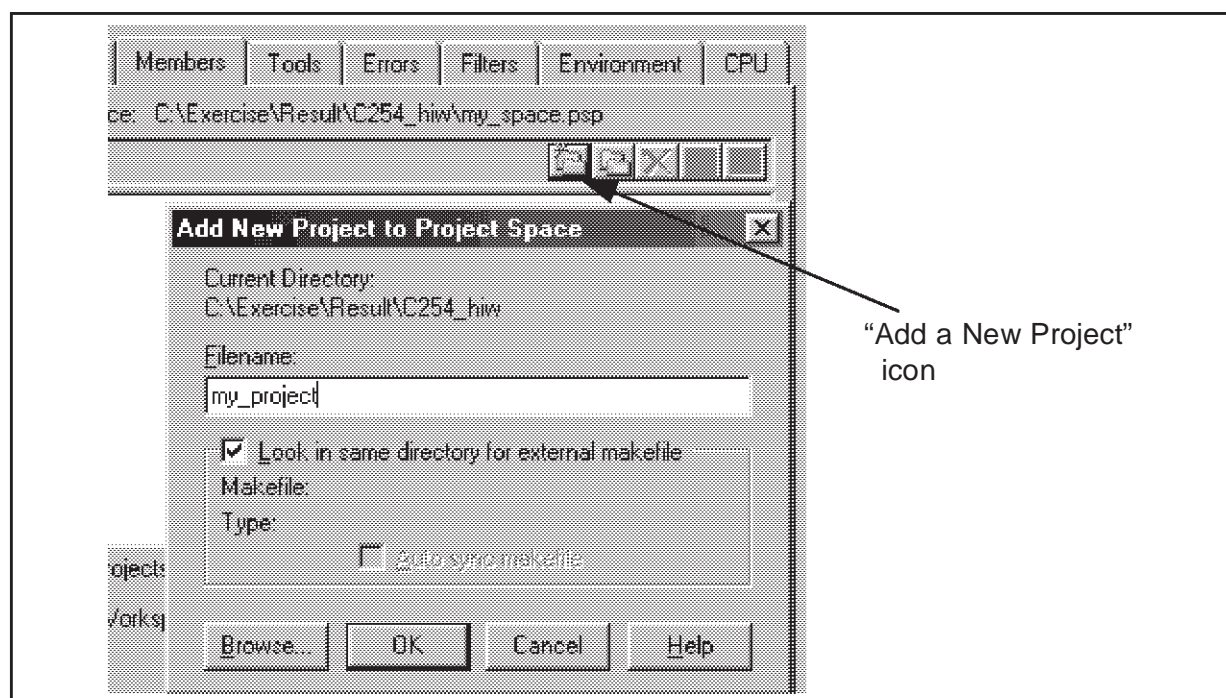 Members Tools Errors Filters Environment CPU
ce: C:\Exercise\Result\C254_hiw\my_space.psp
Add New Project to Project Space
Current Directory:
C:\Exercise\Result\C254_hiw
“Add a New Project”
icon
Filename:
my_project
Look in same directory for external makefile
Makefile:
Type:
Auto sync makefile
rojects
Worksp
Browse... OK Cancel Help